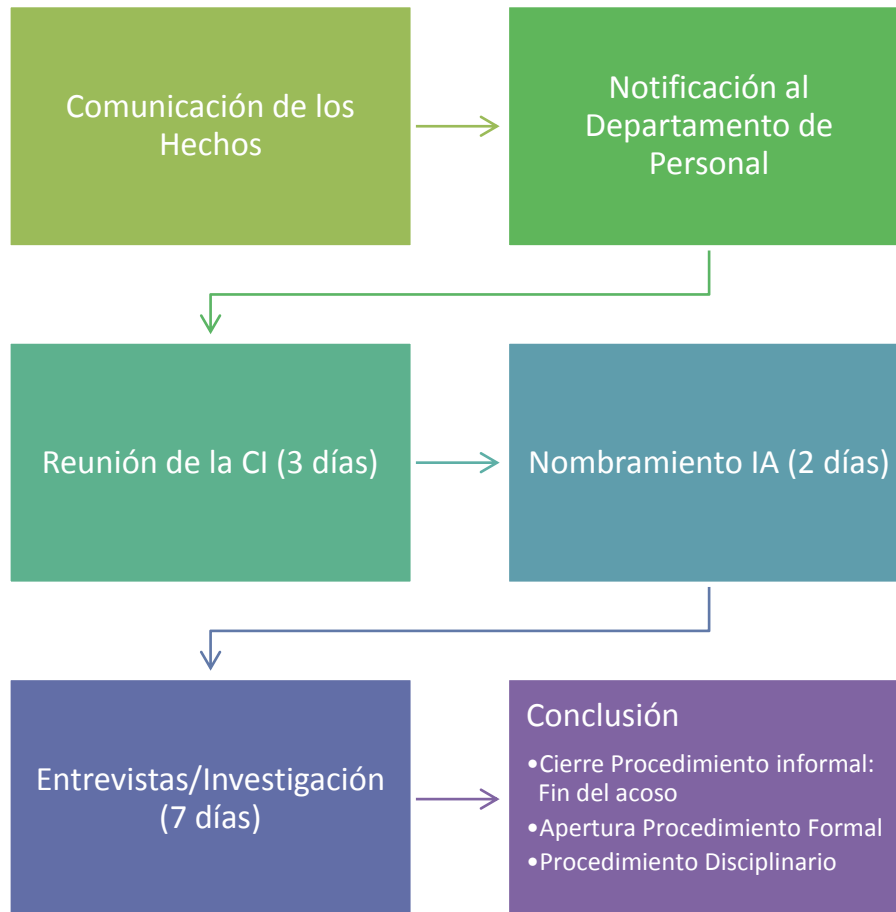 Comunicación de los
Hechos
Notificación al
Departamento de
Personal
Reunión de la CI (3 días)
Nombramiento IA (2 días)
Entrevistas/Investigación
(7 días)
Conclusión
•Cierre Procedimiento informal:
Fin del acoso
•Apertura Procedimiento Formal
•Procedimiento Disciplinario